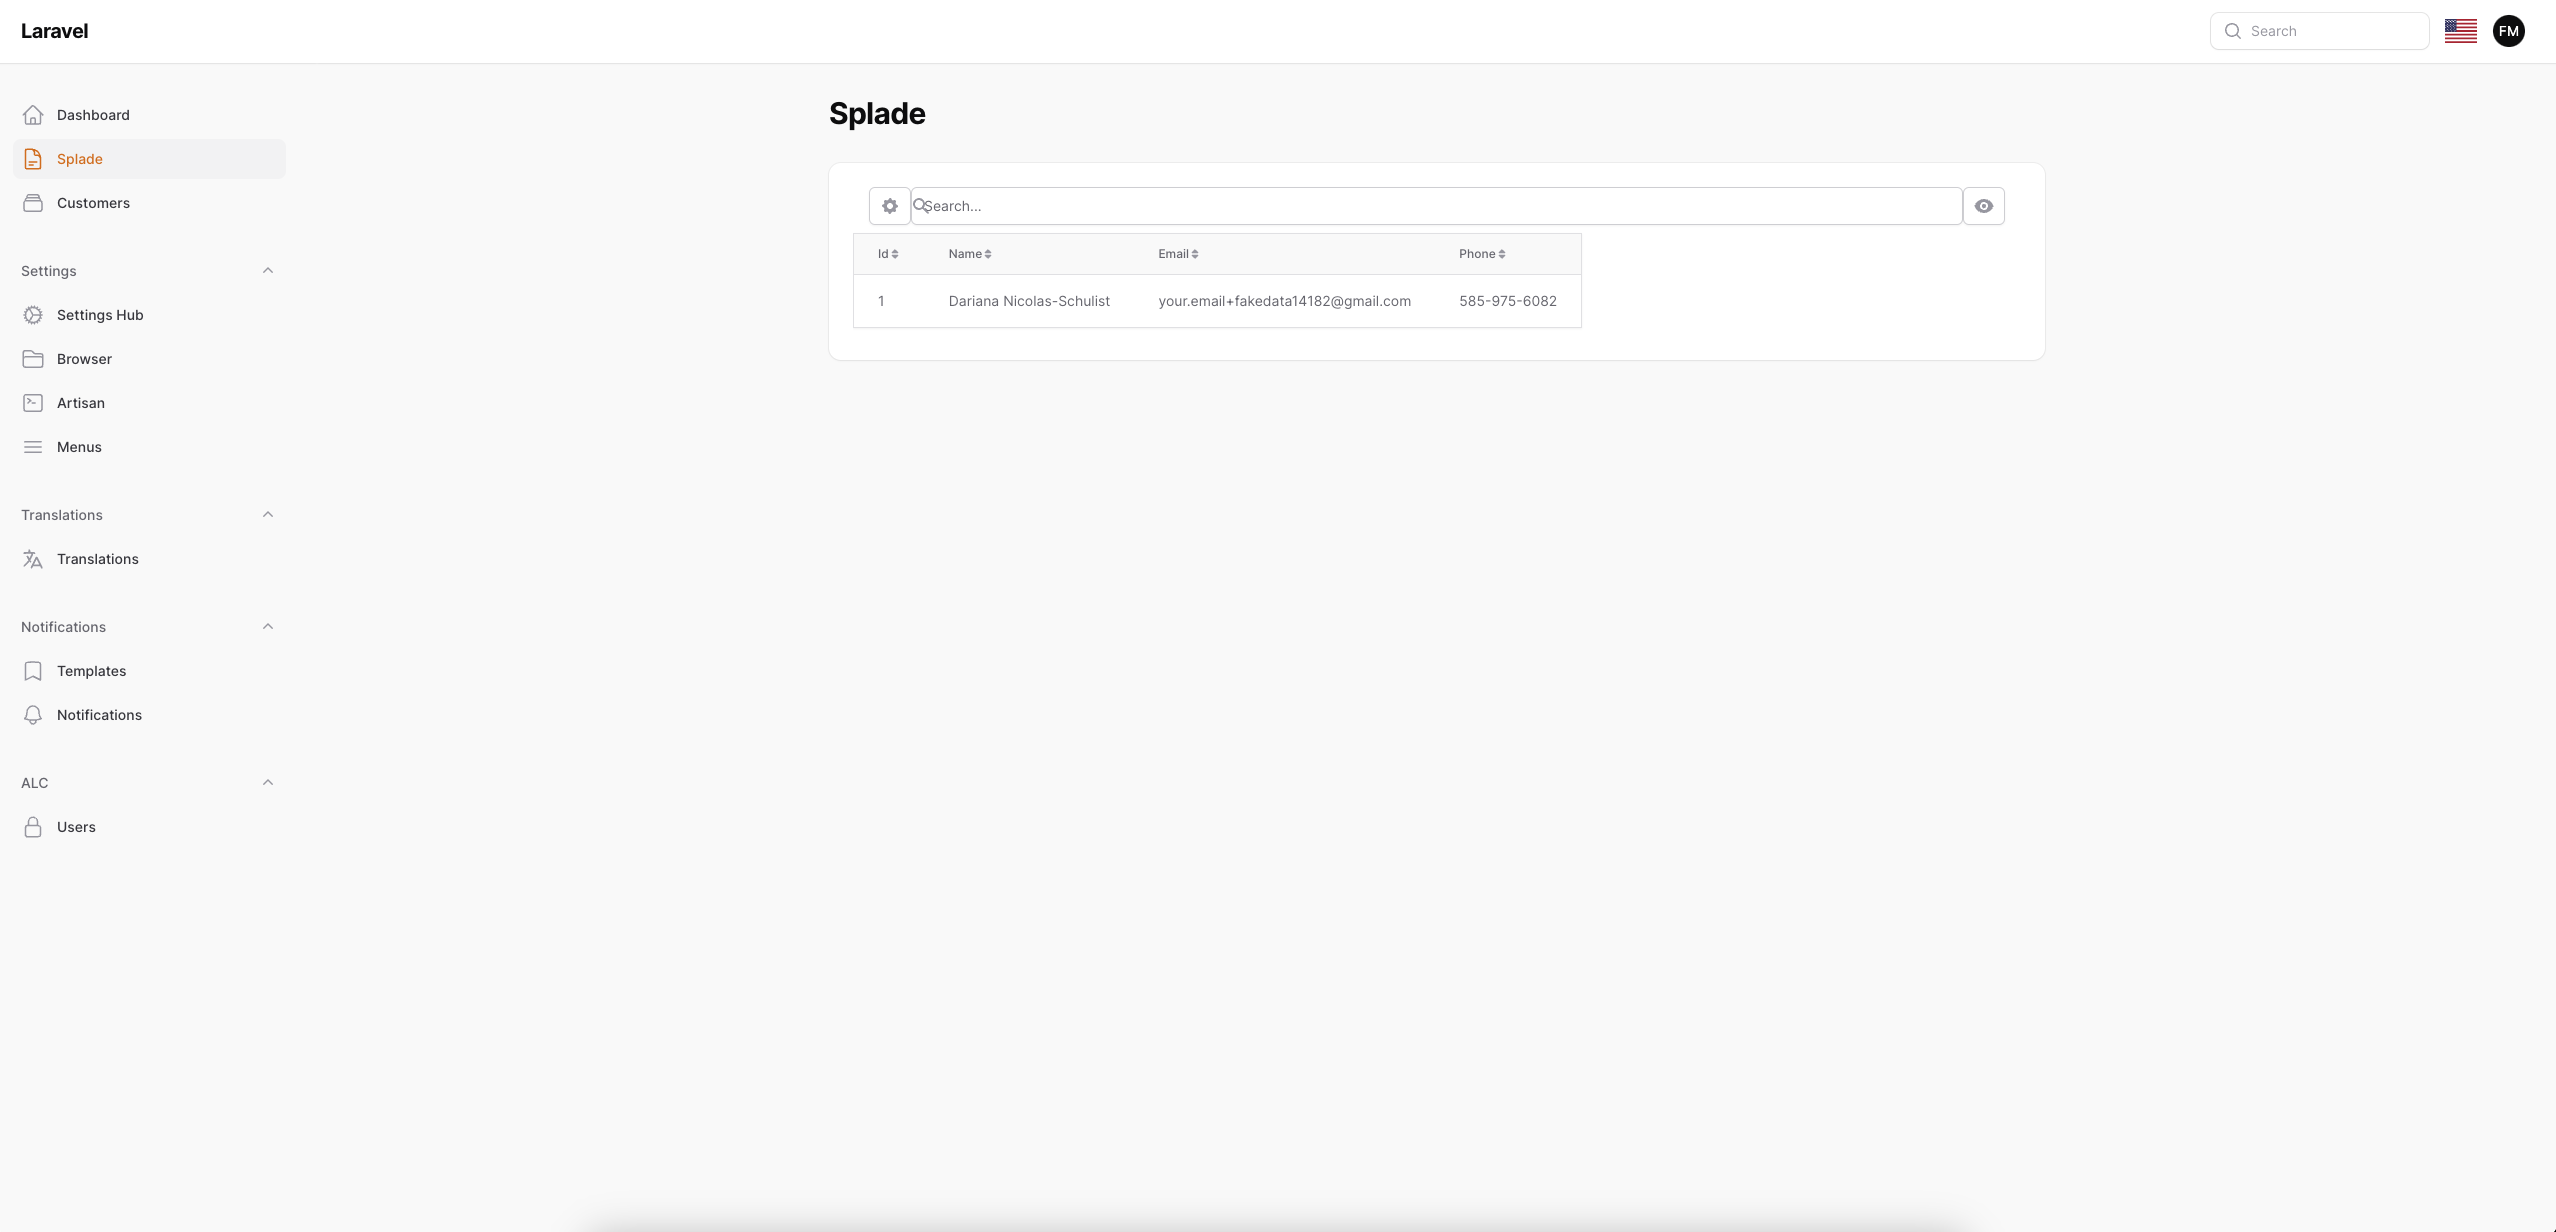 Laravel
Search
FM
Dashboard
Splade
Customers
Settings
Settings Hub
Browser
Artisan
Menus
Translations
Translations
Notifications
Templates
Notifications
ALC
Users
Splade
Search...
Id Name Email Phone
1 Dariana Nicolas-Schulist your.email+fakedata14182@gmail.com 585-975-6082